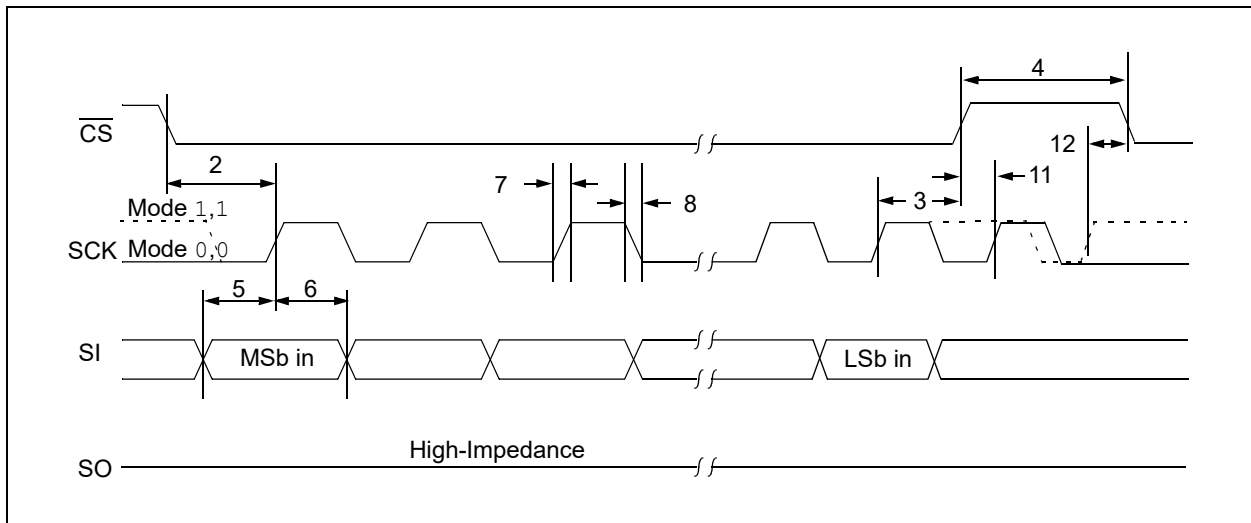 4
CS
12
2
7
11
8
3
Mode 1,1
SCK Mode 0,0
5 6
SI MSb in LSb in
High-Impedance
SO